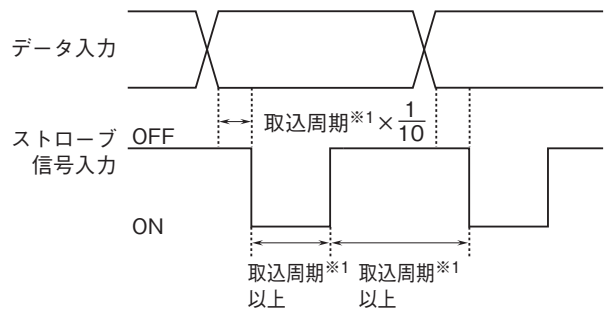 データ入力
取込周期※1×1/10
ストローブ
信号入力
OFF
ON
取込周期※1
以上
取込周期※1
以上